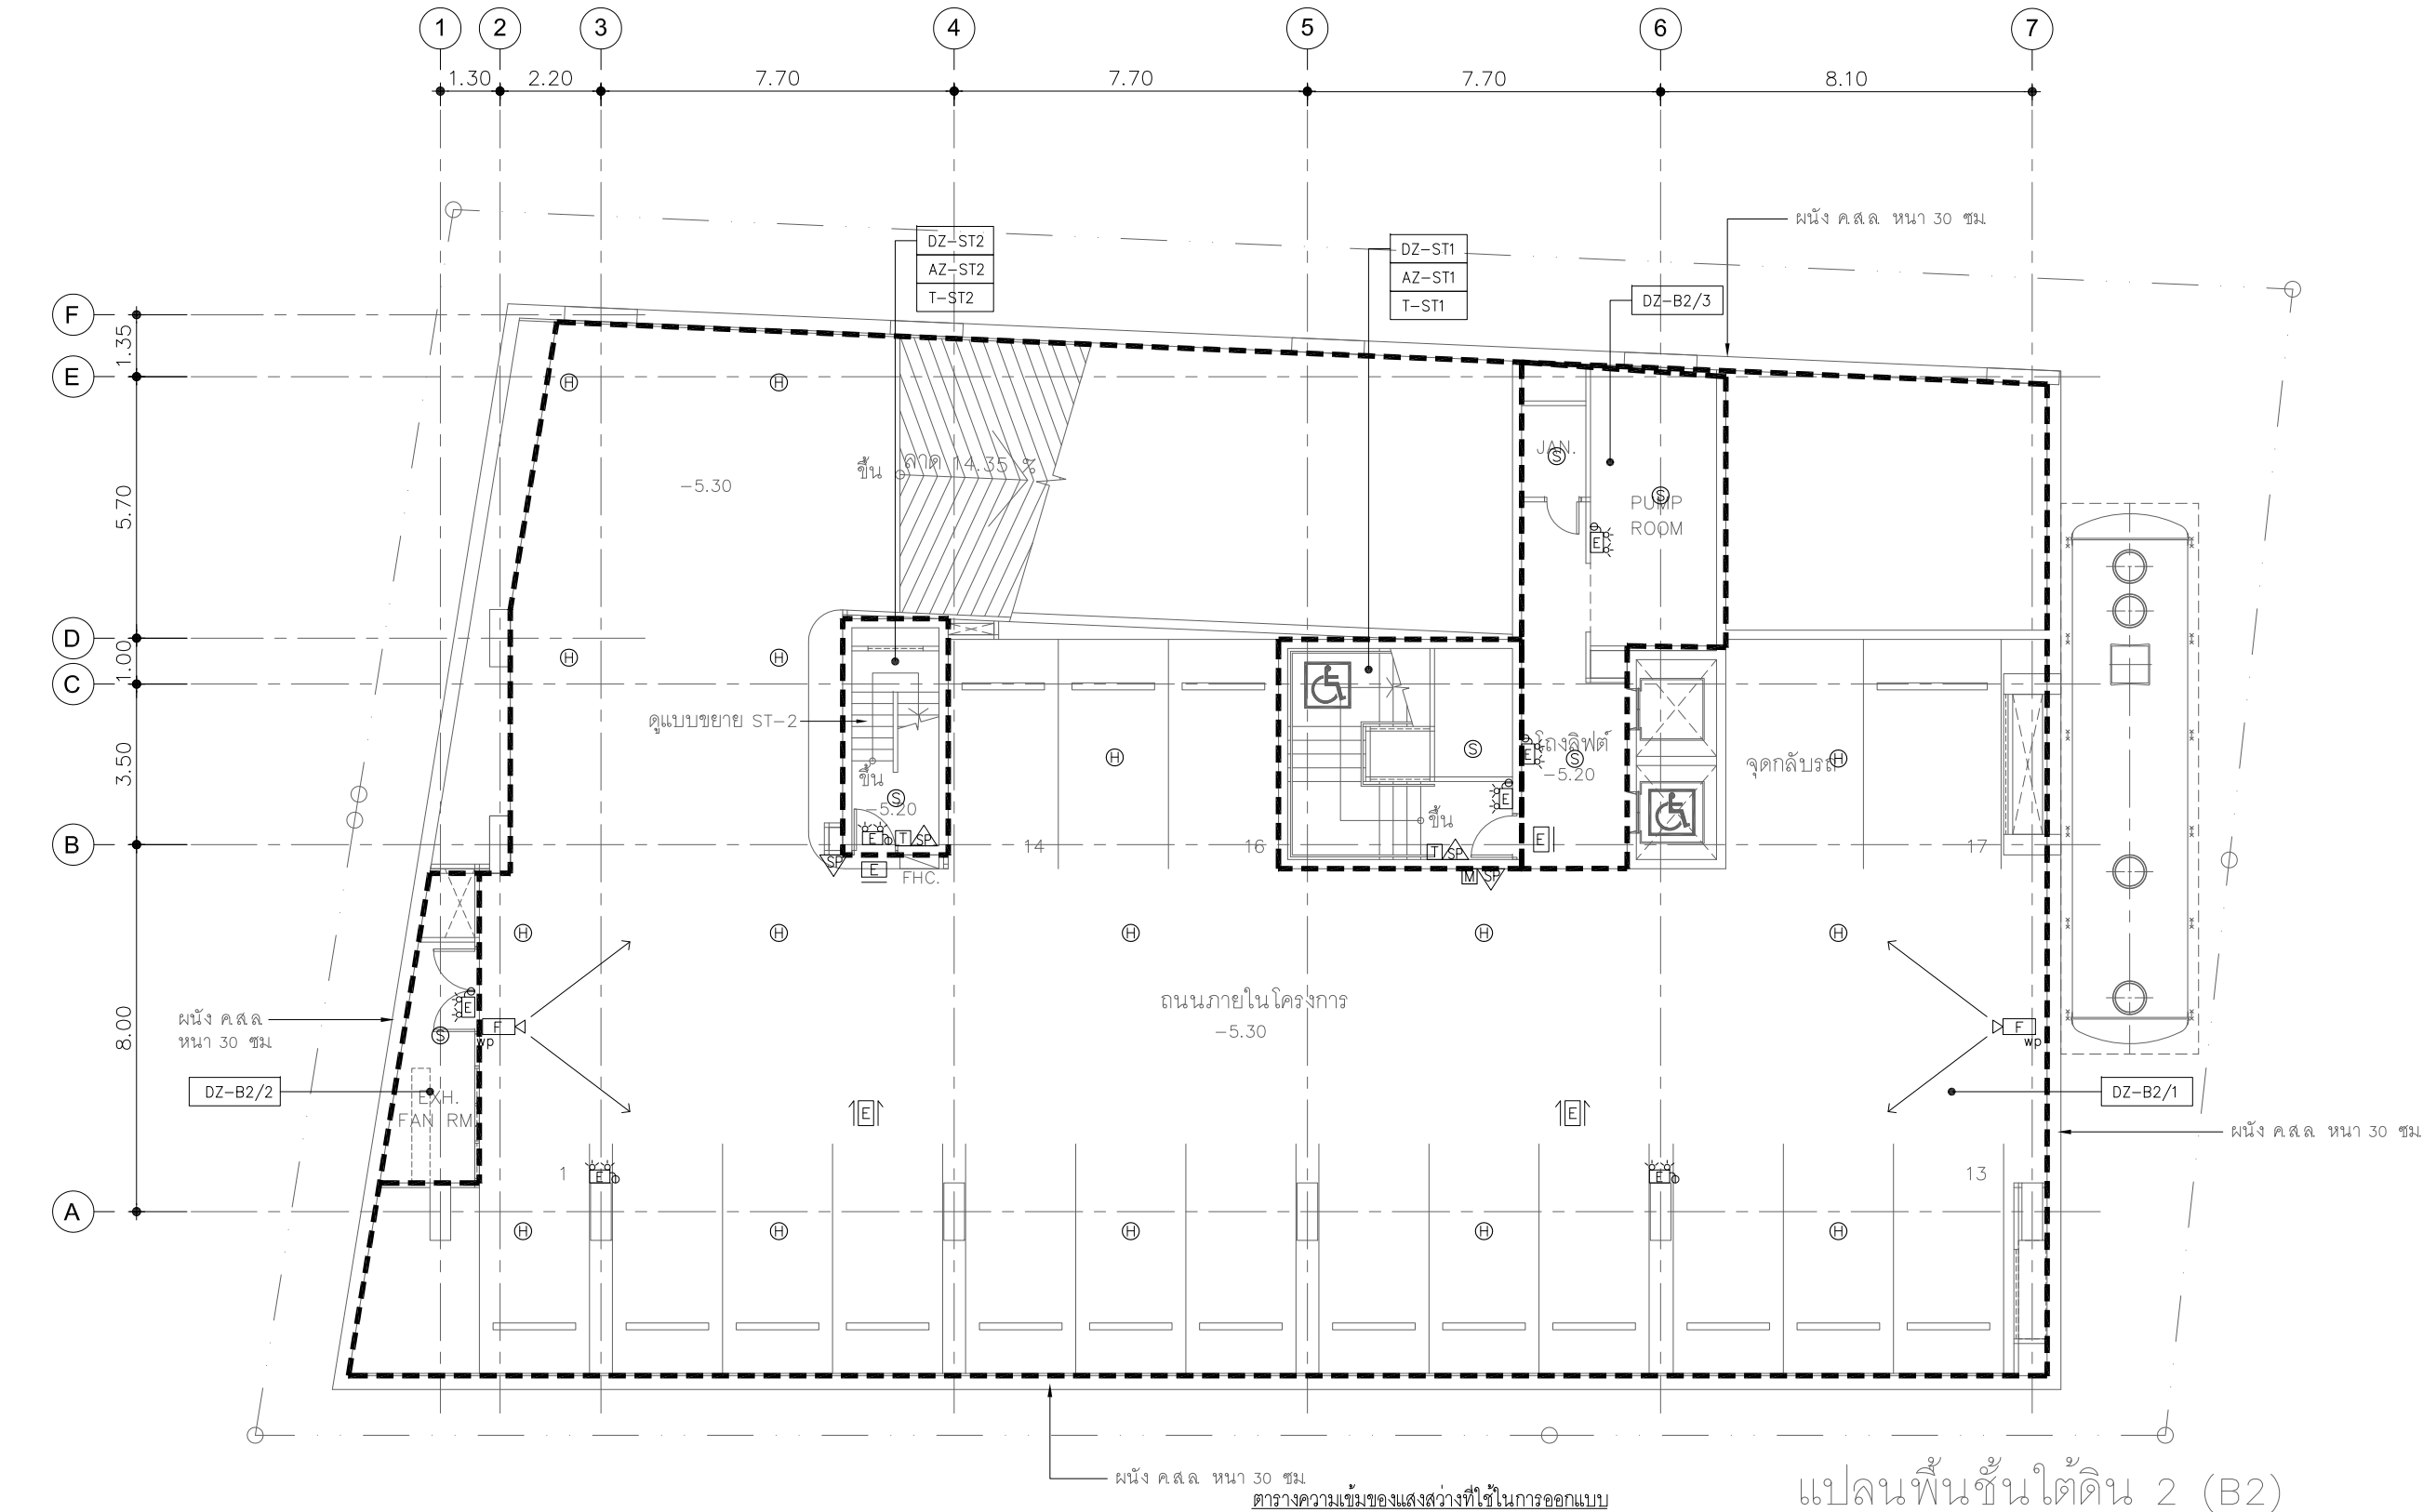 1 2 3 4 5 6 7
1.30 2.20 7.70 7.70 7.70 8.10
ผนัง ค.ส.ล. หนา 30 ซม.
DZ-ST2
AZ-ST2
T-ST2
DZ-ST1
AZ-ST1
T-ST1
DZ-B2/3
F
1.35
E
H H
JAN.
S
ขึ้น
ลาด 14.35 %
-5.30
5.70
S
PUMP
ROOM
E
D
1.00
C
H H
ดูแบบขยาย ST-2
3.50
H
S
โถงลิฟต์
S
-5.20
E
จุดกลับรถ
H
ขึ้น
S
-5.20
E
ขึ้น
B
E T SP
SP
E
FHC.
14
16
T SP
E
M SP
17
H H H H H
8.00
ผนัง ค.ส.ล.
หนา 30 ซม.
E
S
F
wp
ถนนภายในโครงการ
-5.30
F
wp
DZ-B2/2
EXH.
FAN RM.
E
E
DZ-B2/1
ผนัง ค.ส.ล. หนา 30 ซม.
1
E
E
13
A
H H H H H
ผนัง ค.ส.ล. หนา 30 ซม.
ตารางความเข้มของแสงสว่างที่ใช้ในการออกแบบ
แปลนพื้นชั้นใต้ดิน 2 (B2)